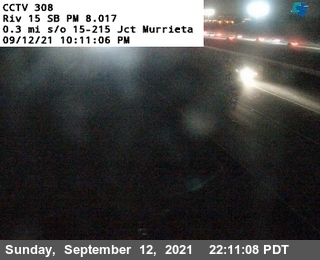 CCTV 308
Riv 15 SB PM 8.017
0.3 mi s/o 15-215 Jct Murrieta
09/12/21 10:11:06 PM
Sunday, September 12, 2021 22:11:08 PDT